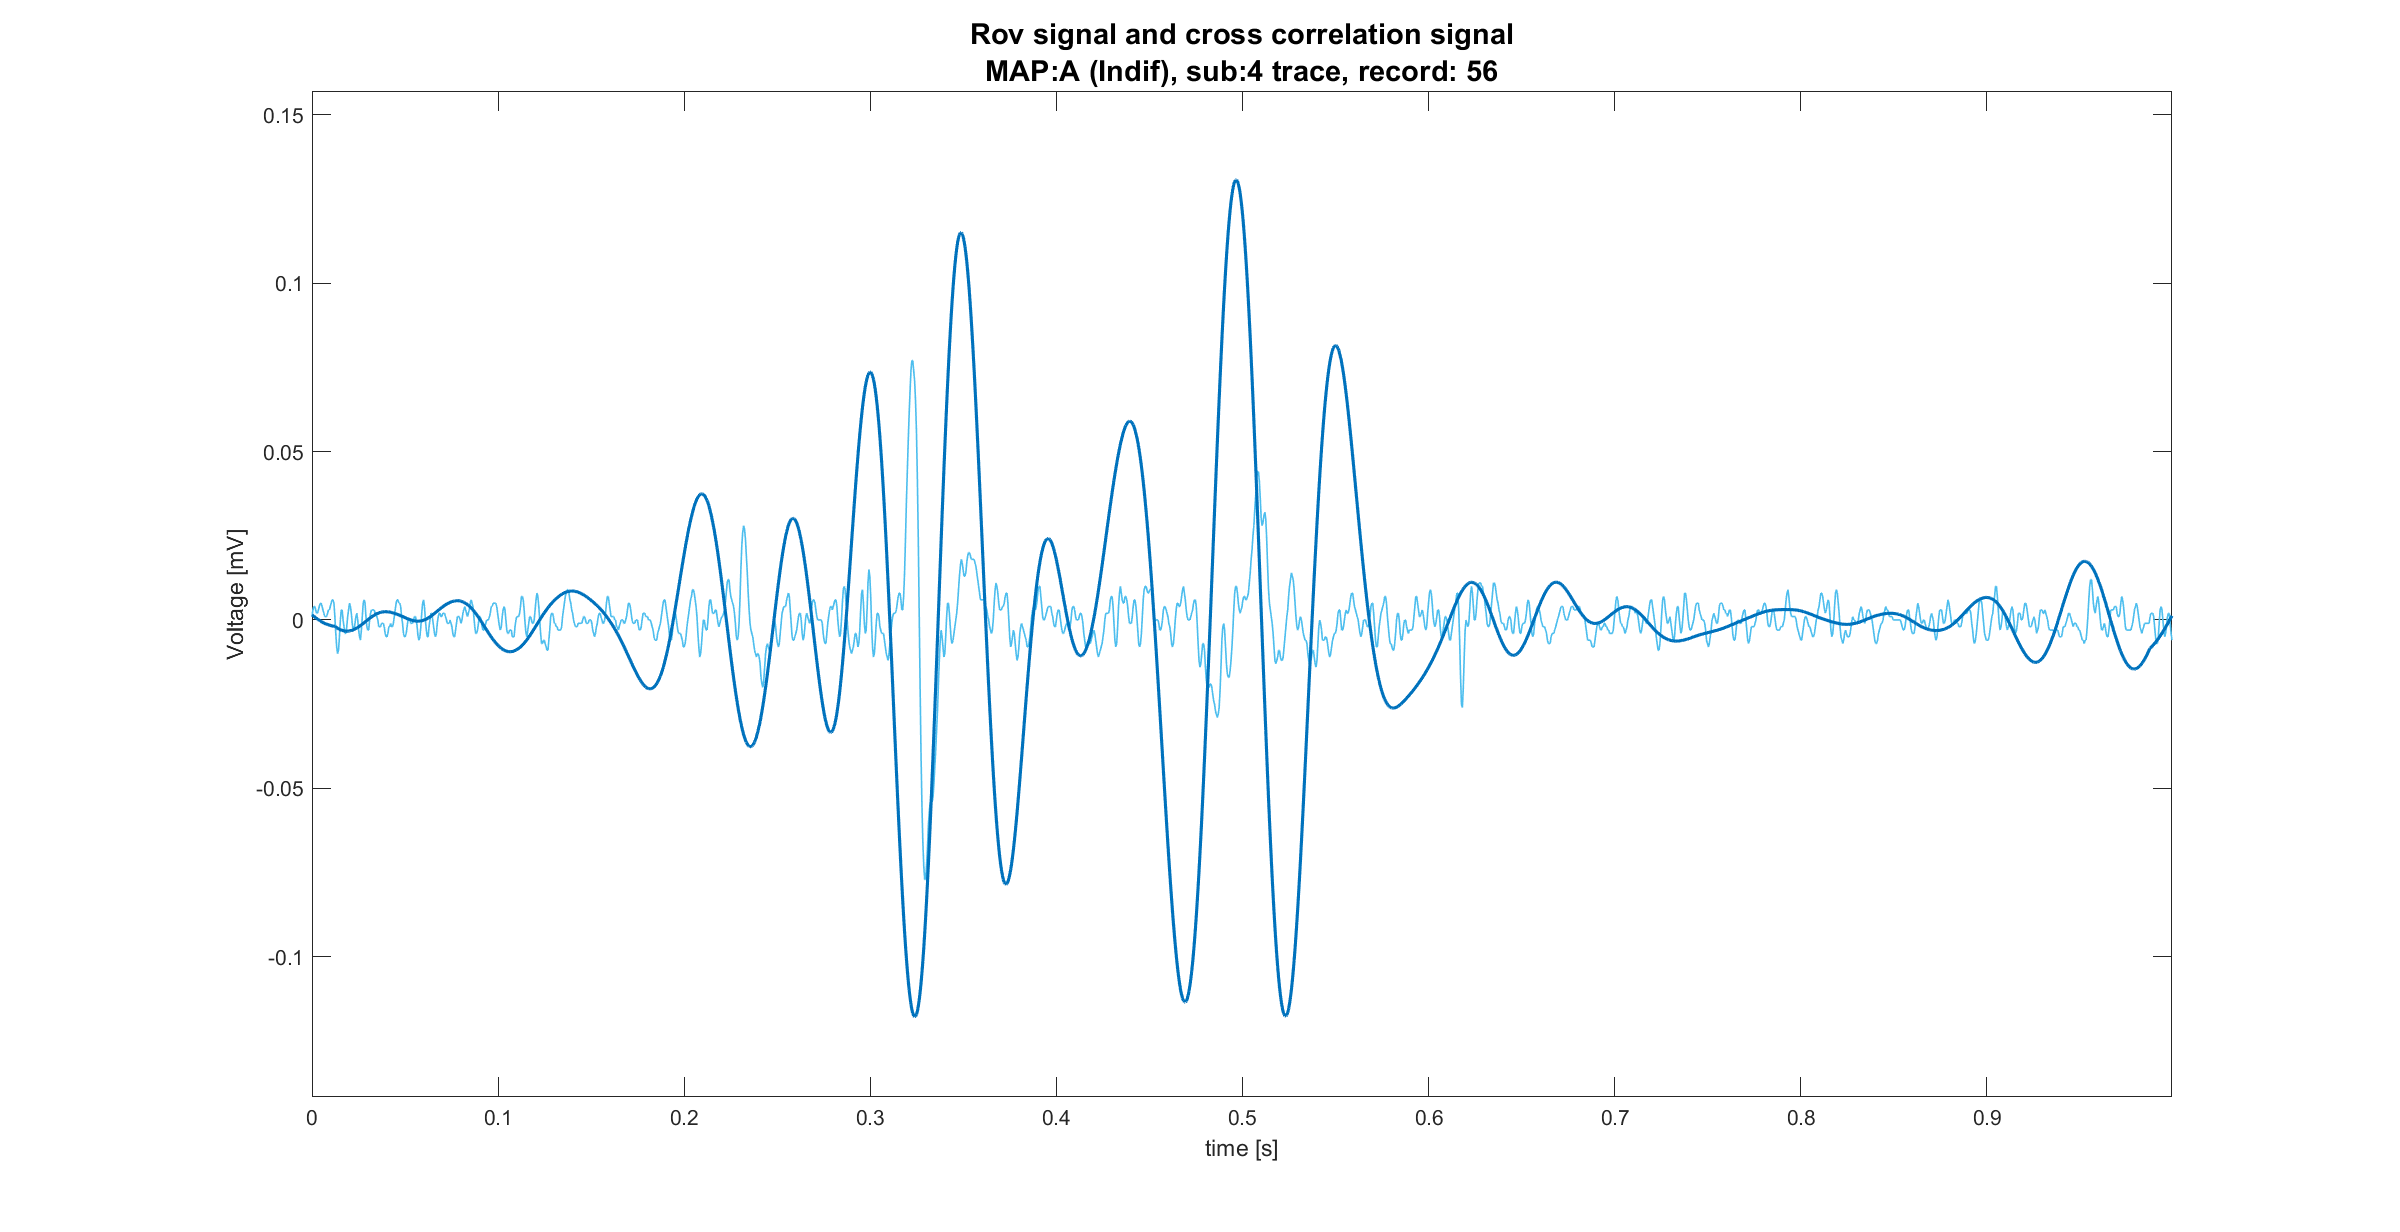 Rov signal and cross correlation signal
MAP:A (Indif), sub:4 trace, record: 56
0.15
0.1
0.05
0
-0.05
-0.1
Voltage [mV]
0 0.1 0.2 0.3 0.4 0.5 0.6 0.7 0.8 0.9
time [s]